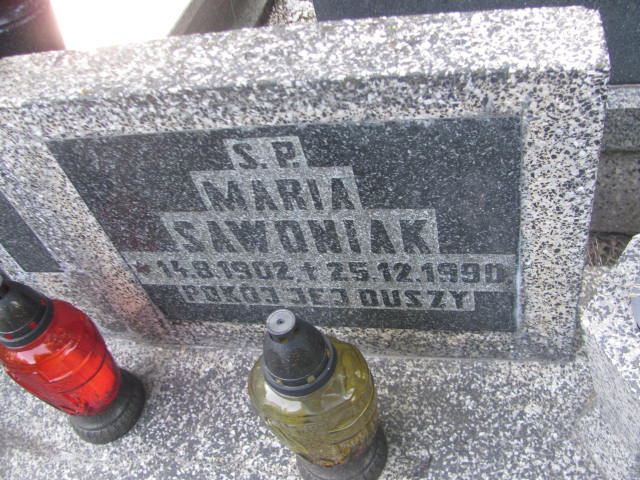 Ś.P.
MARIA
SAWONIAK
* 14.8.1902 † 25.12.1990
POKÓJ JEJ DUSZY